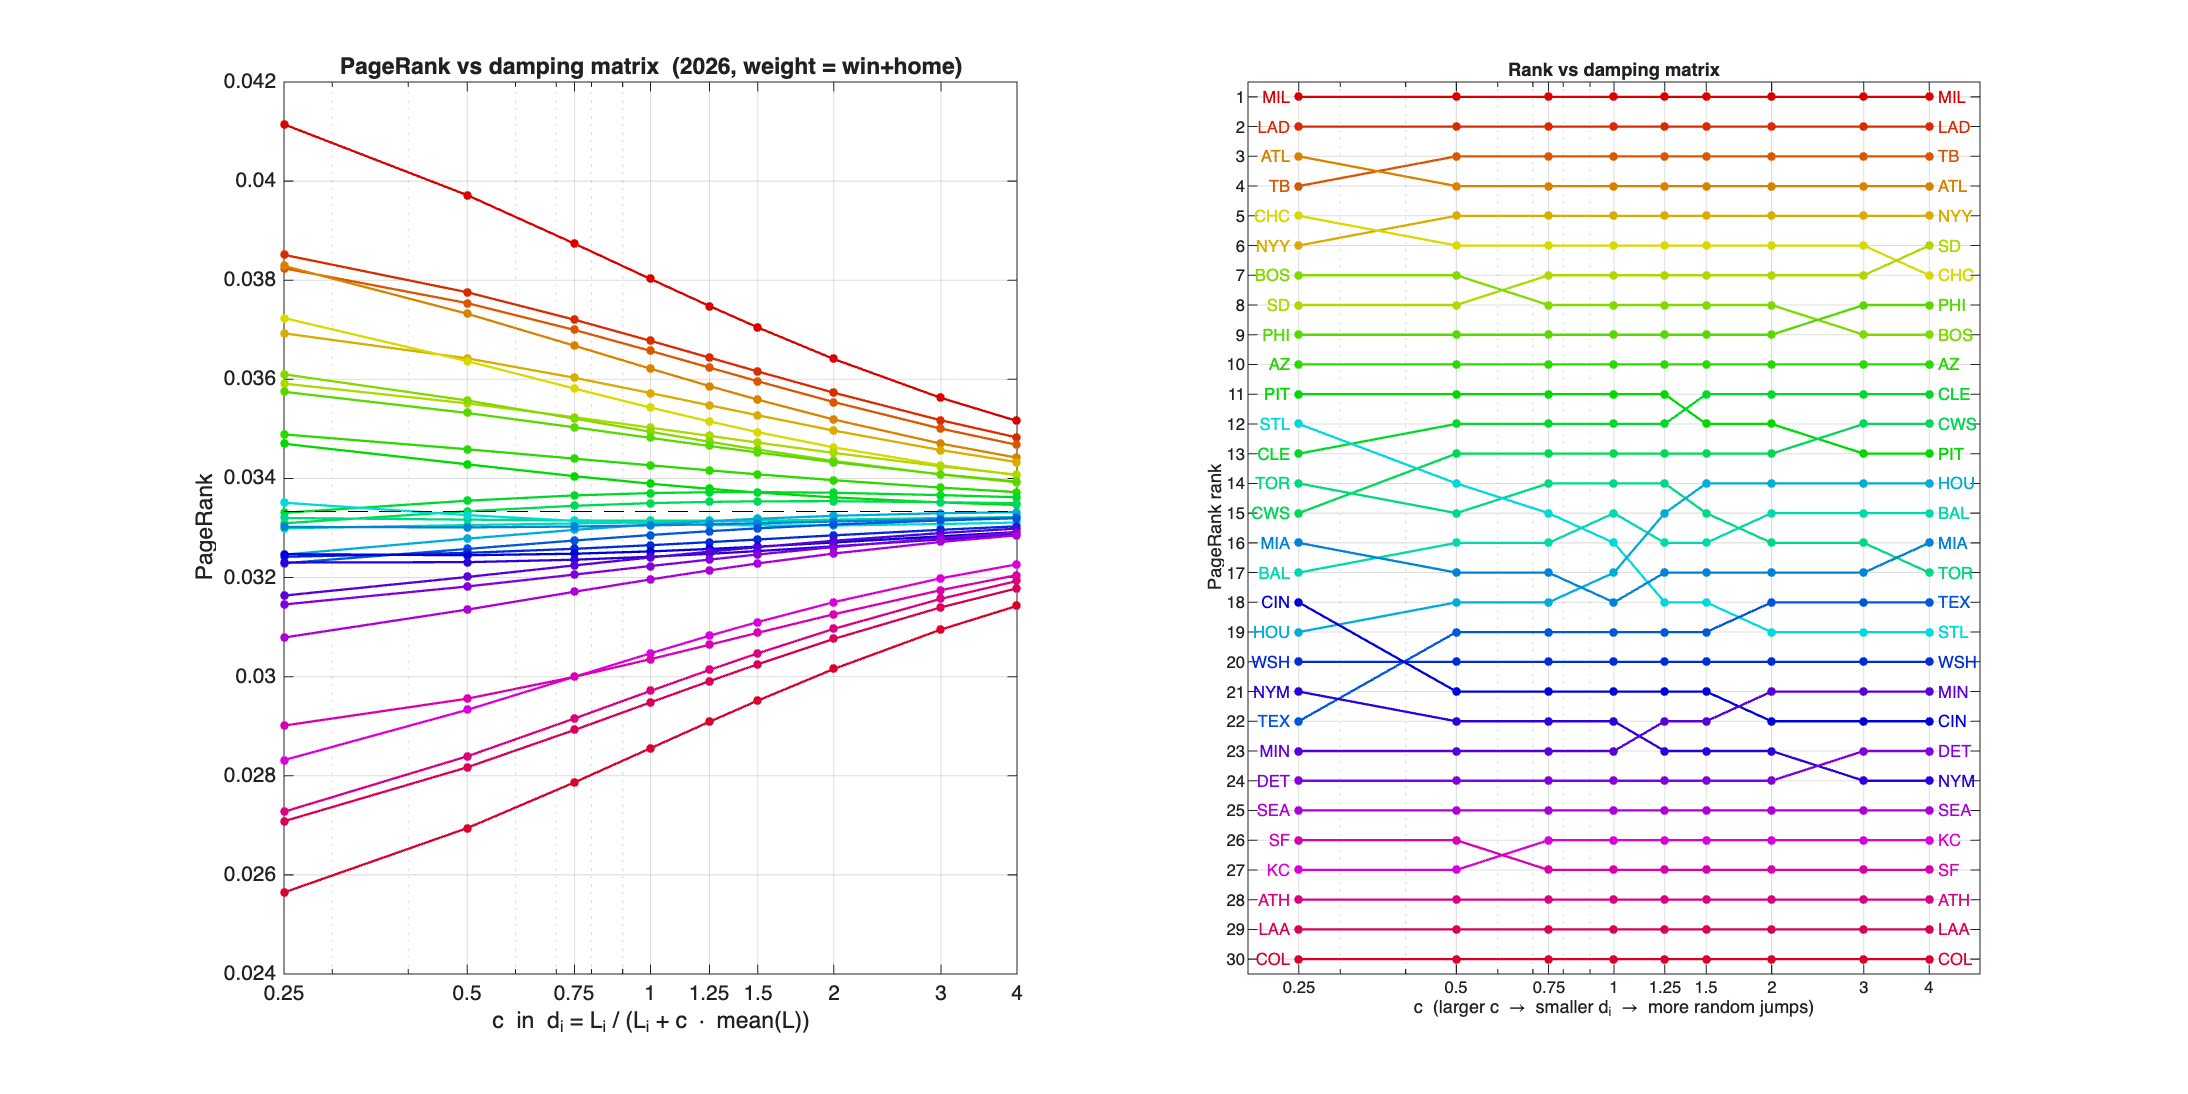 PageRank vs damping matrix  (2026, weight = win+home)
0.042
0.04
0.038
0.036
0.034
0.032
0.03
0.028
0.026
0.024
PageRank
0.25 0.5 0.75 1 1.25 1.5 2 3 4
c in dᵢ = Lᵢ / (Lᵢ + c · mean(L))
Rank vs damping matrix
1 MIL MIL
2 LAD LAD
3 ATL TB
4 TB ATL
5 CHC NYY
6 NYY SD
7 BOS CHC
8 SD PHI
9 PHI BOS
10 AZ AZ
11 PIT CLE
12 STL CWS
13 CLE PIT
14 TOR HOU
15 CWS BAL
16 MIA MIA
17 BAL TOR
18 CIN TEX
19 HOU STL
20 WSH WSH
21 NYM MIN
22 TEX CIN
23 MIN DET
24 DET NYM
25 SEA SEA
26 SF KC
27 KC SF
28 ATH ATH
29 LAA LAA
30 COL COL
PageRank rank
0.25 0.5 0.75 1 1.25 1.5 2 3 4
c (larger c → smaller dᵢ → more random jumps)